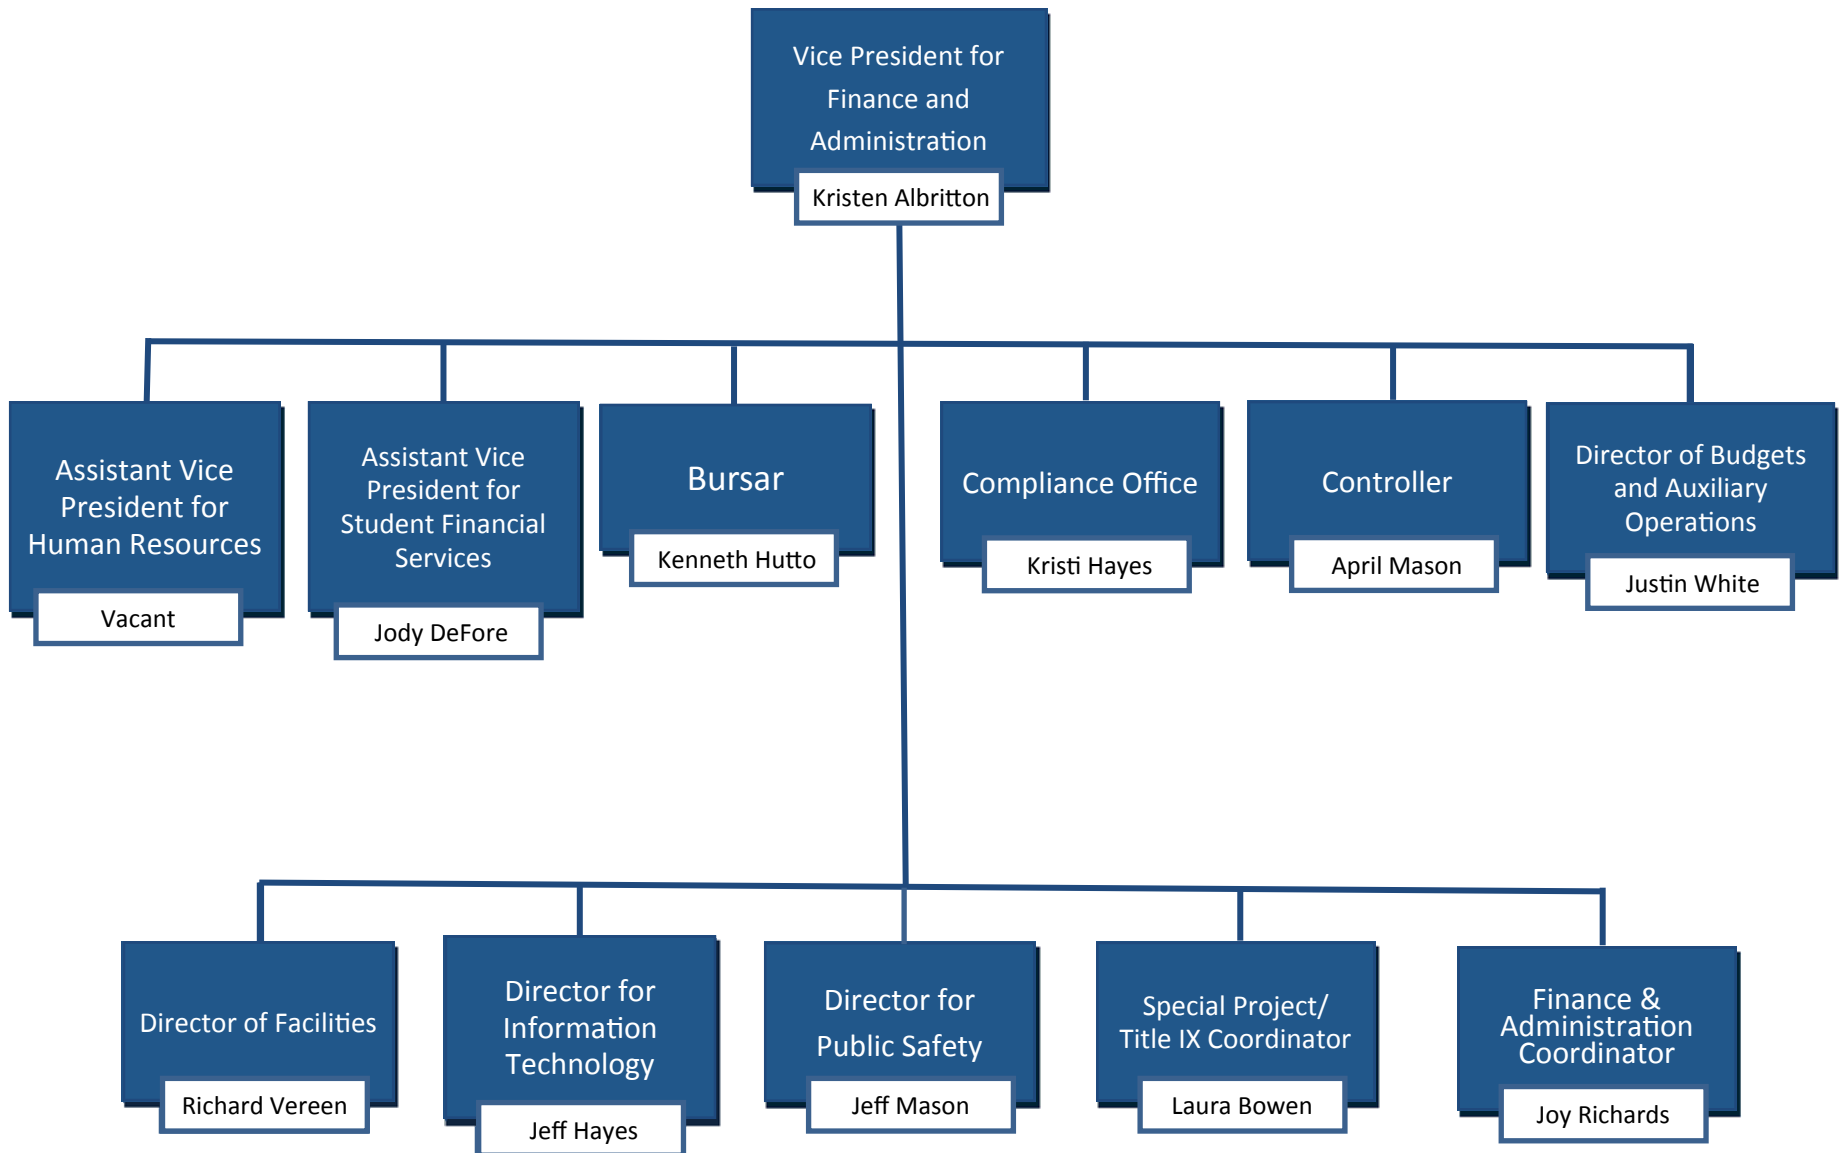 Vice President for
Finance and
Administration
Kristen Albritton
Assistant Vice
President for
Human Resources
Vacant
Assistant Vice
President for
Student Financial
Services
Jody DeFore
Bursar
Kenneth Hutto
Compliance Office
Kristi Hayes
Controller
April Mason
Director of Budgets
and Auxiliary
Operations
Justin White
Director of Facilities
Richard Vereen
Director for
Information
Technology
Jeff Hayes
Director for
Public Safety
Jeff Mason
Special Project/
Title IX Coordinator
Laura Bowen
Finance &
Administration
Coordinator
Joy Richards